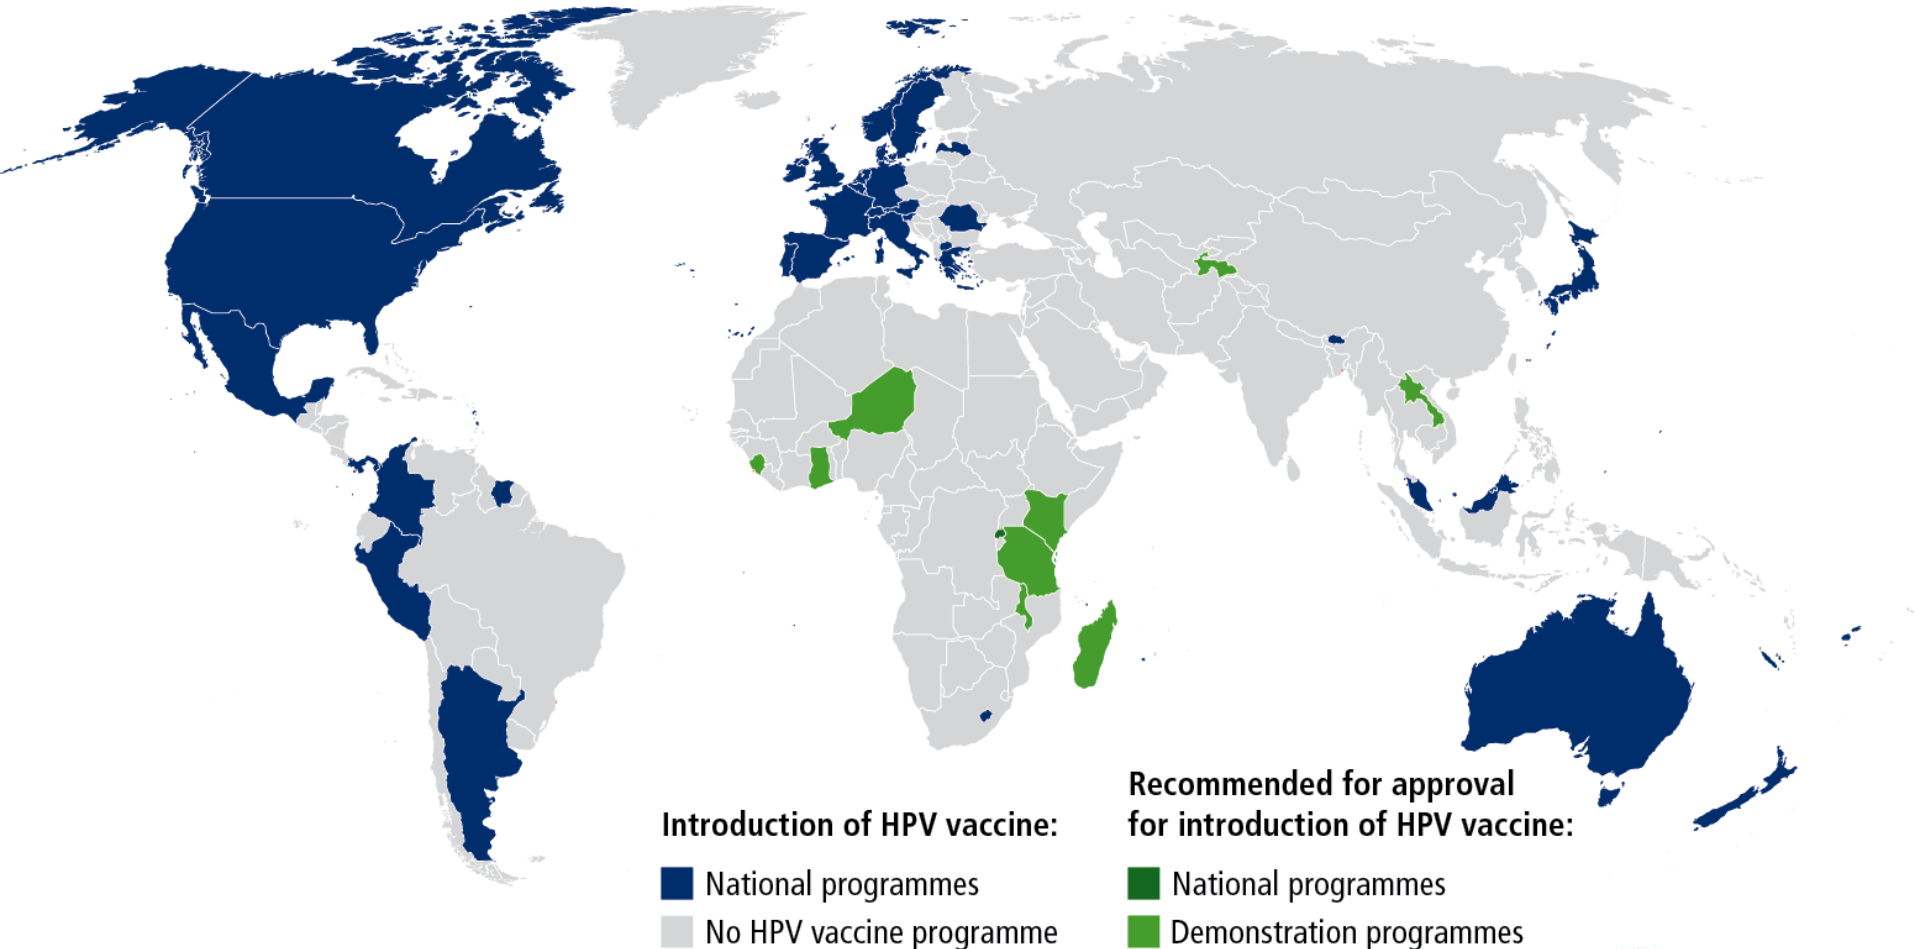 Introduction of HPV vaccine:
National programmes
No HPV vaccine programme
Recommended for approval
for introduction of HPV vaccine:
National programmes
Demonstration programmes